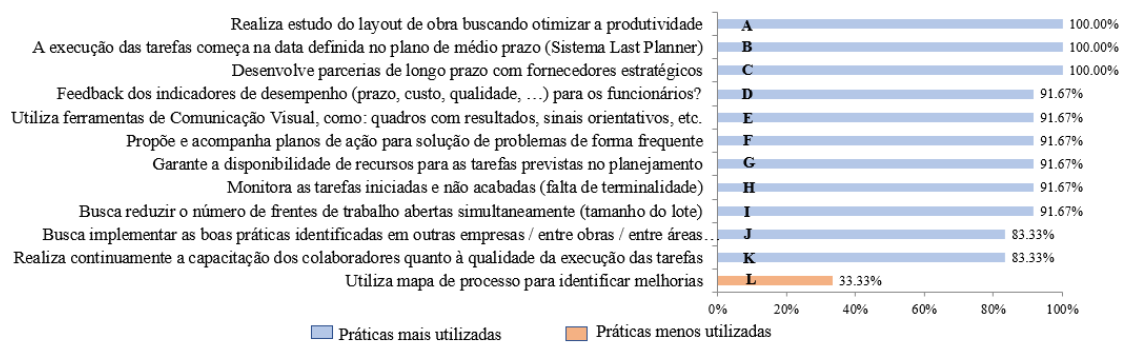 Realiza estudo do layout de obra buscando otimizar a produtividade A 100.00%
A execução das tarefas começa na data definida no plano de médio prazo (Sistema Last Planner) B 100.00%
Desenvolve parcerias de longo prazo com fornecedores estratégicos C 100.00%
Feedback dos indicadores de desempenho (prazo, custo, qualidade, …) para os funcionários? D 91.67%
Utiliza ferramentas de Comunicação Visual, como: quadros com resultados, sinais orientativos, etc. E 91.67%
Propõe e acompanha planos de ação para solução de problemas de forma frequente F 91.67%
Garante a disponibilidade de recursos para as tarefas previstas no planejamento G 91.67%
Monitora as tarefas iniciadas e não acabadas (falta de terminalidade) H 91.67%
Busca reduzir o número de frentes de trabalho abertas simultaneamente (tamanho do lote) I 91.67%
Busca implementar as boas práticas identificadas em outras empresas / entre obras / entre áreas… J 83.33%
Realiza continuamente a capacitação dos colaboradores quanto à qualidade da execução das tarefas K 83.33%
Utiliza mapa de processo para identificar melhorias L 33.33%
0% 20% 40% 60% 80% 100%
Práticas mais utilizadas Práticas menos utilizadas